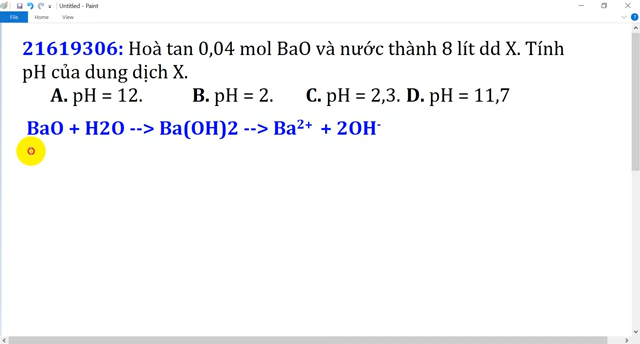 Untitled - Paint
File Home View
21619306: Hoà tan 0,04 mol BaO và nước thành 8 lít dd X. Tính
pH của dung dịch X.
A. pH = 12. B. pH = 2. C. pH = 2,3. D. pH = 11,7
BaO + H2O --> Ba(OH)2 --> Ba²⁺ + 2OH⁻